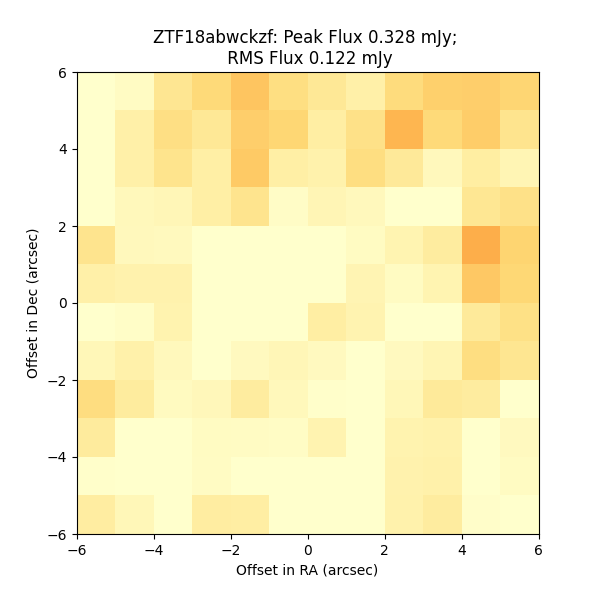 ZTF18abwckzf: Peak Flux 0.328 mJy;
RMS Flux 0.122 mJy
6
4
2
0
−2
−4
−6
Offset in Dec (arcsec)
−6 −4 −2 0 2 4 6
Offset in RA (arcsec)